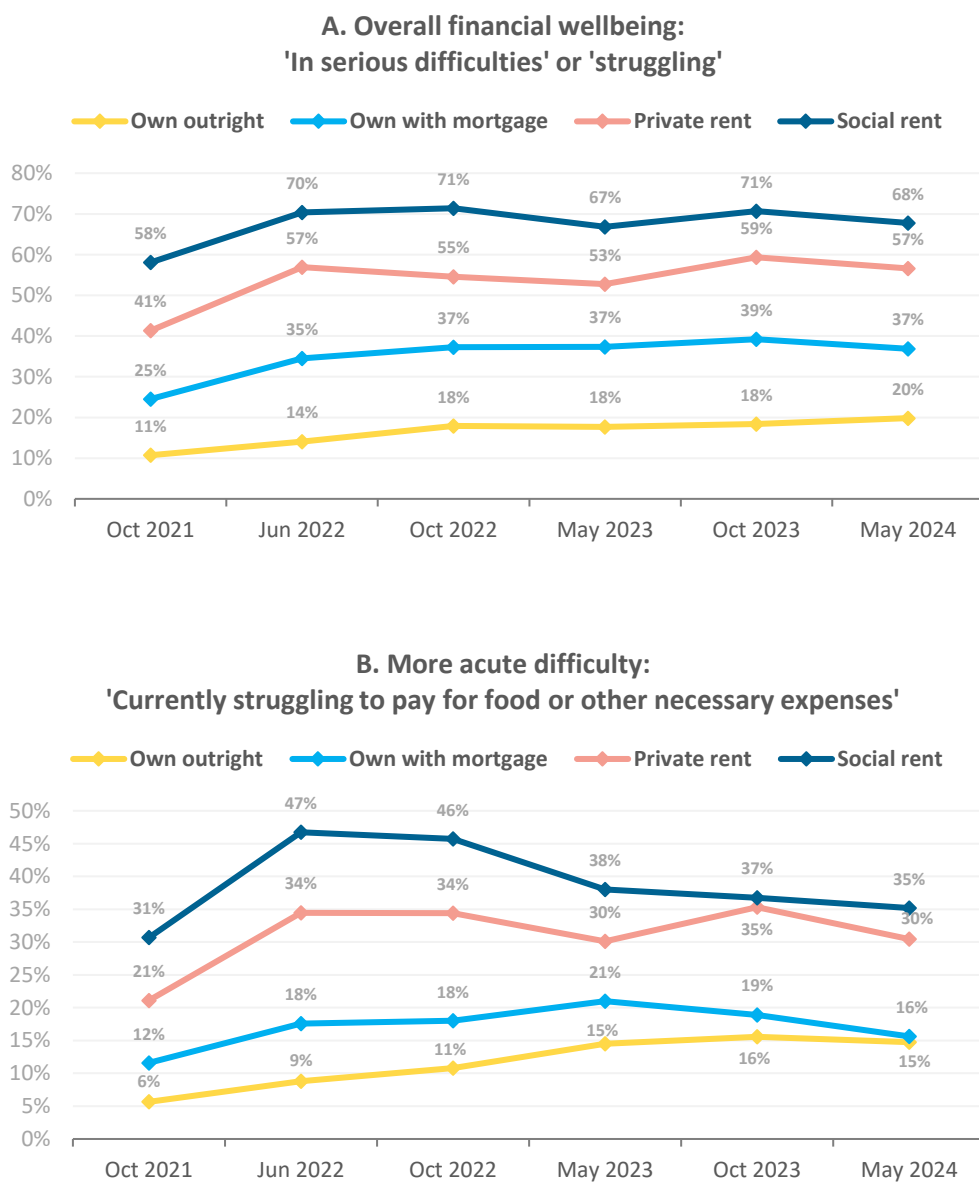 A. Overall financial wellbeing:
'In serious difficulties' or 'struggling'
Own outright Own with mortgage Private rent Social rent
80%
70%
60%
50%
40%
30%
20%
10%
0%
58% 70% 71% 67% 71% 68%
41% 57% 55% 53% 59% 57%
25% 35% 37% 37% 39% 37%
11% 14% 18% 18% 18% 20%
Oct 2021 Jun 2022 Oct 2022 May 2023 Oct 2023 May 2024
B. More acute difficulty:
'Currently struggling to pay for food or other necessary expenses'
Own outright Own with mortgage Private rent Social rent
50%
45%
40%
35%
30%
25%
20%
15%
10%
5%
0%
31% 47% 46% 38% 37% 35%
21% 34% 34% 30% 35% 30%
12% 18% 18% 21% 19% 16%
6% 9% 11% 15% 16% 15%
Oct 2021 Jun 2022 Oct 2022 May 2023 Oct 2023 May 2024